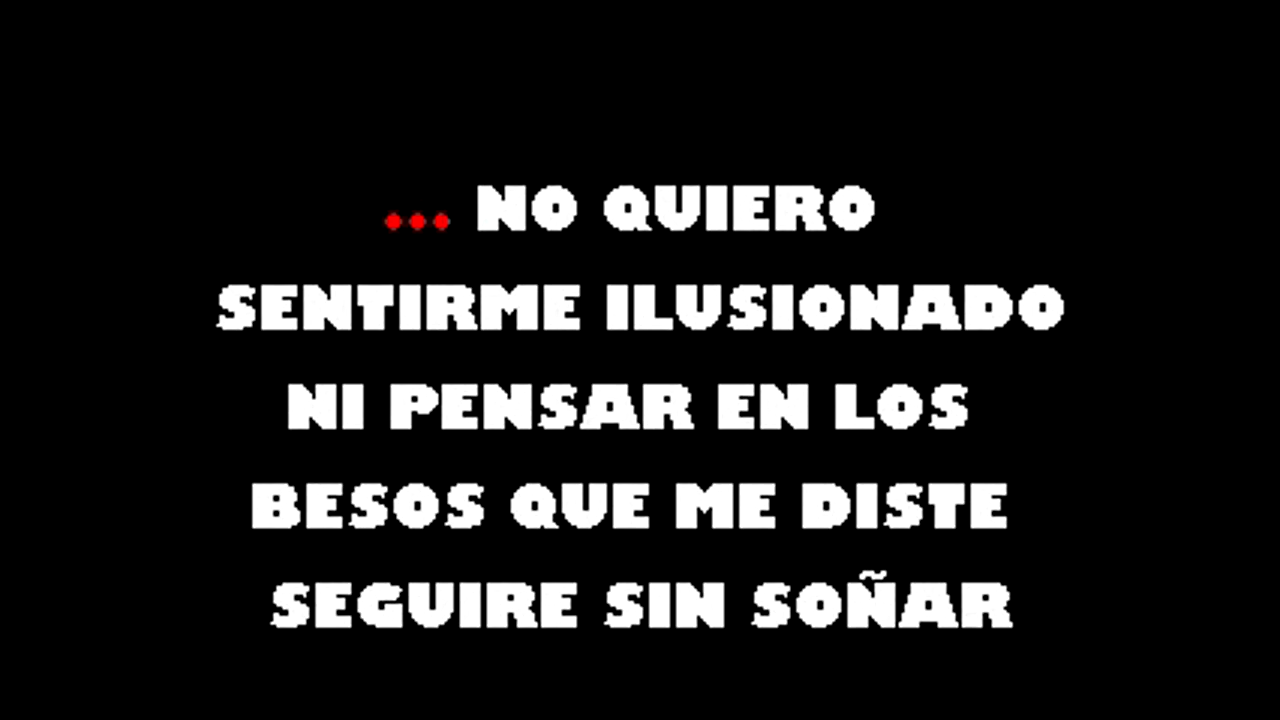 ... NO QUIERO
SENTIRME ILUSIONADO
NI PENSAR EN LOS
BESOS QUE ME DISTE
SEGUIRE SIN SOÑAR